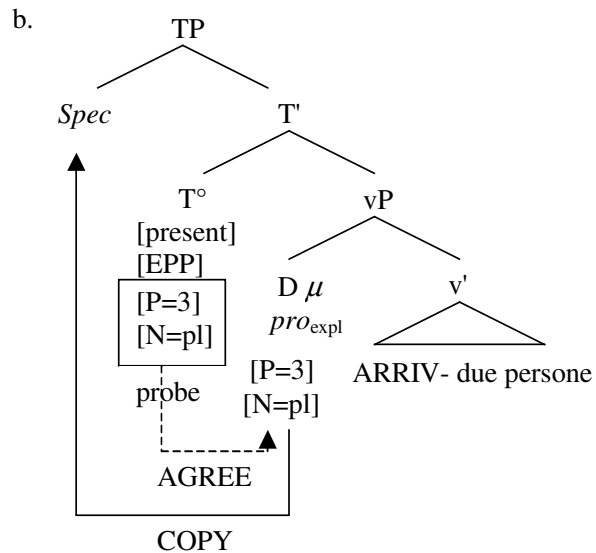 b.
TP
Spec T'
T° vP
[present]
[EPP] D μ v'
[P=3] pro_expl
[N=pl]
[P=3] ARRIV- due persone
probe [N=pl]
AGREE
COPY